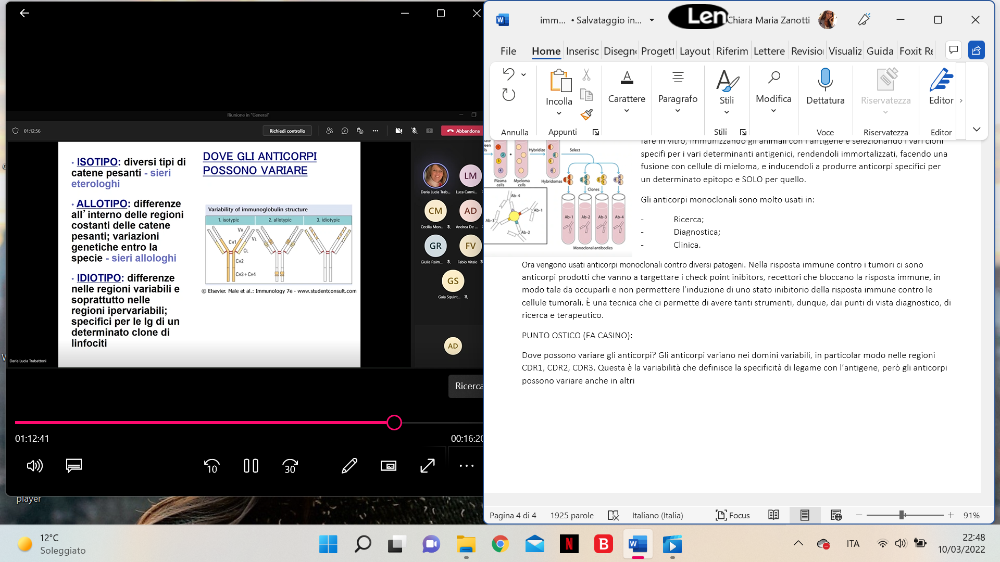 Riunione in "General"
01:12:56
Richiedi controllo
Abbandona
• ISOTIPO: diversi tipi di
catene pesanti - sieri
eterologhi
• ALLOTIPO: differenze
all’ interno delle regioni
costanti delle catene
pesanti; variazioni
genetiche entro la
specie - sieri allologhi
• IDIOTIPO: differenze
nelle regioni variabili e
soprattutto nelle
regioni ipervariabili;
specifici per le Ig di un
determinato clone di
linfociti
DOVE GLI ANTICORPI
POSSONO VARIARE
Variability of immunoglobulin structure
1. isotypic 2. allotypic 3. idiotypic
VH
VL
CH1
CL
CH2
CH3 + CH4
© Elsevier. Male et al.: Immunology 7e - www.studentconsult.com
Daria Lucia Trab...
LM
Luca Carmi...
CM
Cecilia Mon...
AD
Andrea De ...
GR
Giulia Raim...
FV
Fabio Vitale
GS
Gaia Squint...
AD
Daria Lucia Trabattoni
Ricerca
01:12:41
00:16:20
10
30
player
W
imm... • Salvataggio in...
Len
Chiara Maria Zanotti
File Home Inserisc Disegn Progett Layout Riferim Lettere Revisio Visualiz Guida Foxit Re
Incolla
Carattere
Paragrafo
Stili
Modifica
Dettatura
Riservatezza
Editor
Annulla
Appunti
Stili
Voce
Riservatezza
Editor
fare in vitro, immunizzando gli animali con l’antigene e selezionando i vari cloni
specifi per i vari determinanti antigenici, rendendoli immortalizzati, facendo una
fusione con cellule di mieloma, e inducendoli a produrre anticorpi specifici per
un determinato epitopo e SOLO per quello.
Hybridize
Select
Plasma
cells
Myeloma
cells
Hybridomas
Clones
Ab-4
Ab-1
Ab-3
Ab-2
Ab-1 Ab-2 Ab-3 Ab-4
Monoclonal antibodies
Gli anticorpi monoclonali sono molto usati in:
- Ricerca;
- Diagnostica;
- Clinica.
Ora vengono usati anticorpi monoclonali contro diversi patogeni. Nella risposta immune contro i tumori ci sono
anticorpi prodotti che vanno a targettare i check point inibitors, recettori che bloccano la risposta immune, in
modo tale da occuparli e non permettere l’induzione di uno stato inibitorio della risposta immune contro le
cellule tumorali. È una tecnica che ci permette di avere tanti strumenti, dunque, dai punti di vista diagnostico, di
ricerca e terapeutico.
PUNTO OSTICO (FA CASINO):
Dove possono variare gli anticorpi? Gli anticorpi variano nei domini variabili, in particolar modo nelle regioni
CDR1, CDR2, CDR3. Questa è la variabilità che definisce la specificità di legame con l’antigene, però gli anticorpi
possono variare anche in altri
Pagina 4 di 4
1925 parole
Italiano (Italia)
Focus
91%
12°C
Soleggiato
ITA
22:48
10/03/2022